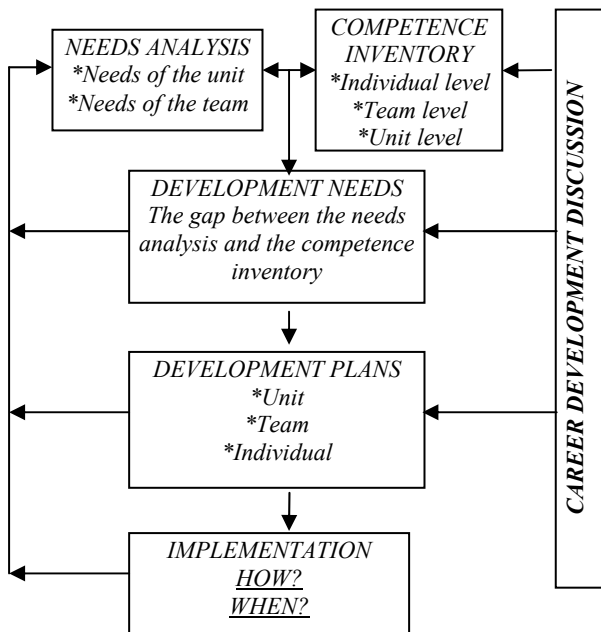 NEEDS ANALYSIS
*Needs of the unit
*Needs of the team
COMPETENCE
INVENTORY
*Individual level
*Team level
*Unit level
DEVELOPMENT NEEDS
The gap between the needs
analysis and the competence
inventory
DEVELOPMENT PLANS
*Unit
*Team
*Individual
IMPLEMENTATION
HOW?
WHEN?
CAREER DEVELOPMENT DISCUSSION